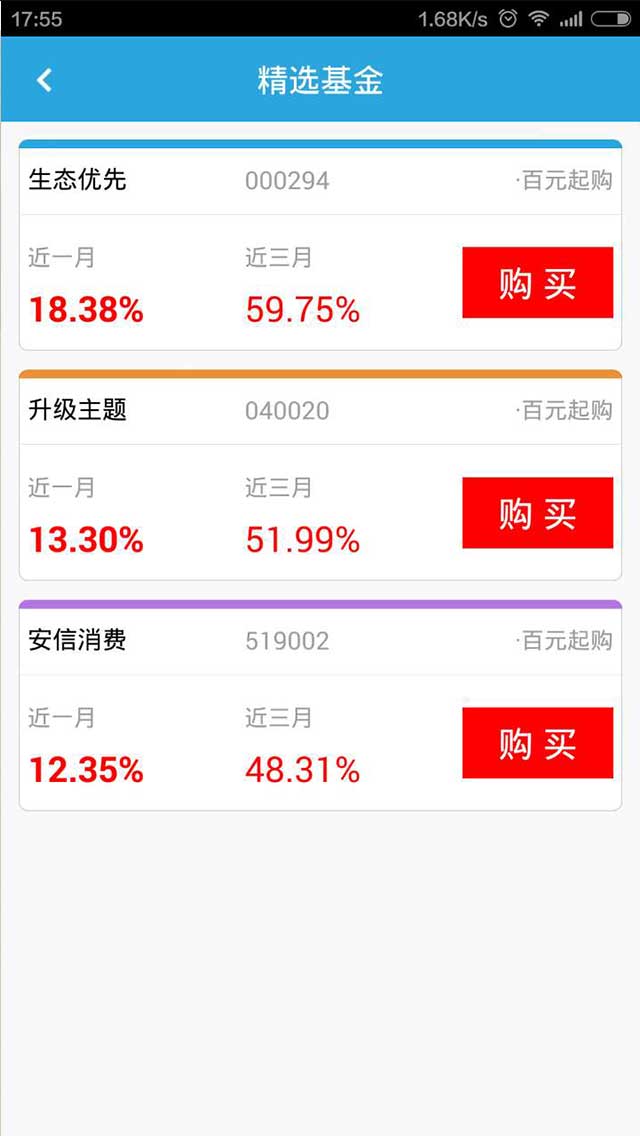 17:55 1.68K/s
精选基金
生态优先 000294 ·百元起购
近一月 近三月
18.38% 59.75% 购 买
升级主题 040020 ·百元起购
近一月 近三月
13.30% 51.99% 购 买
安信消费 519002 ·百元起购
近一月 近三月
12.35% 48.31% 购 买